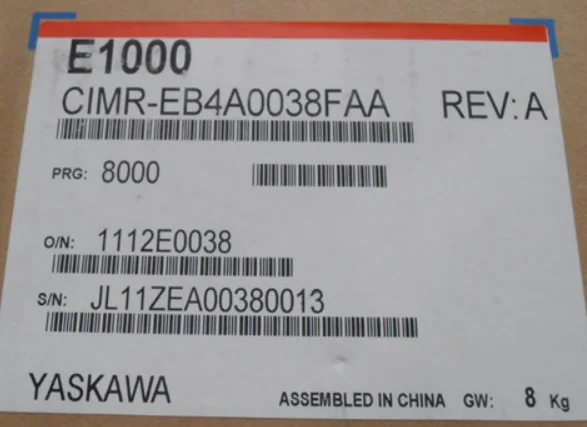 E1000
CIMR-EB4A0038FAA REV: A
PRG: 8000
O/N: 1112E0038
S/N: JL11ZEA00380013
YASKAWA ASSEMBLED IN CHINA GW: 8 Kg